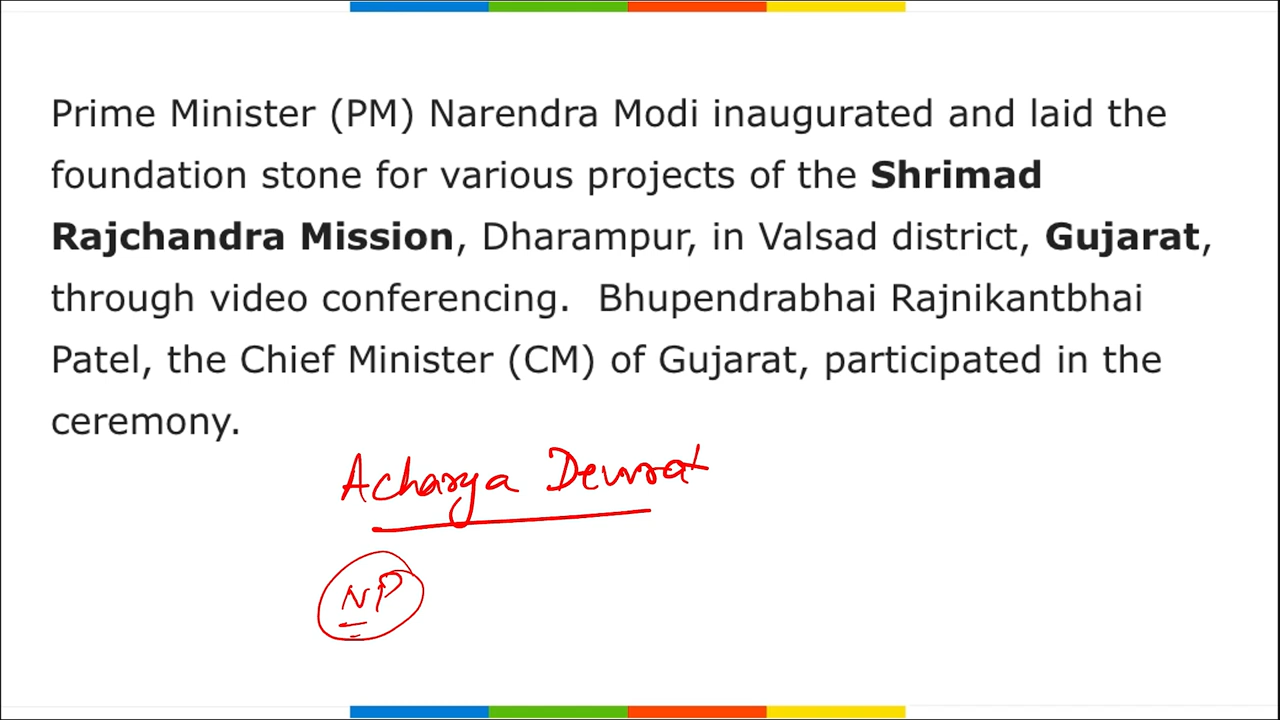 Prime Minister (PM) Narendra Modi inaugurated and laid the
foundation stone for various projects of the Shrimad
Rajchandra Mission, Dharampur, in Valsad district, Gujarat,
through video conferencing.  Bhupendrabhai Rajnikantbhai
Patel, the Chief Minister (CM) of Gujarat, participated in the
ceremony.
Acharya Devvrat
NP